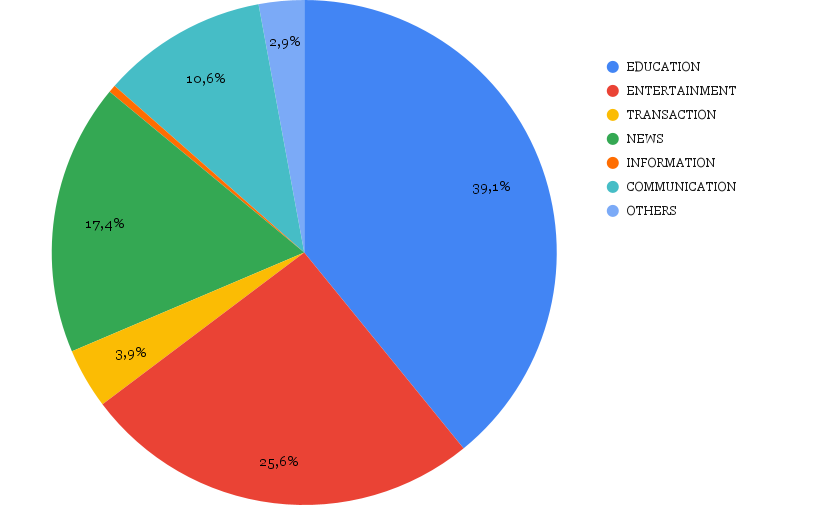 2,9%
10,6%
39,1%
17,4%
3,9%
25,6%
EDUCATION
ENTERTAINMENT
TRANSACTION
NEWS
INFORMATION
COMMUNICATION
OTHERS